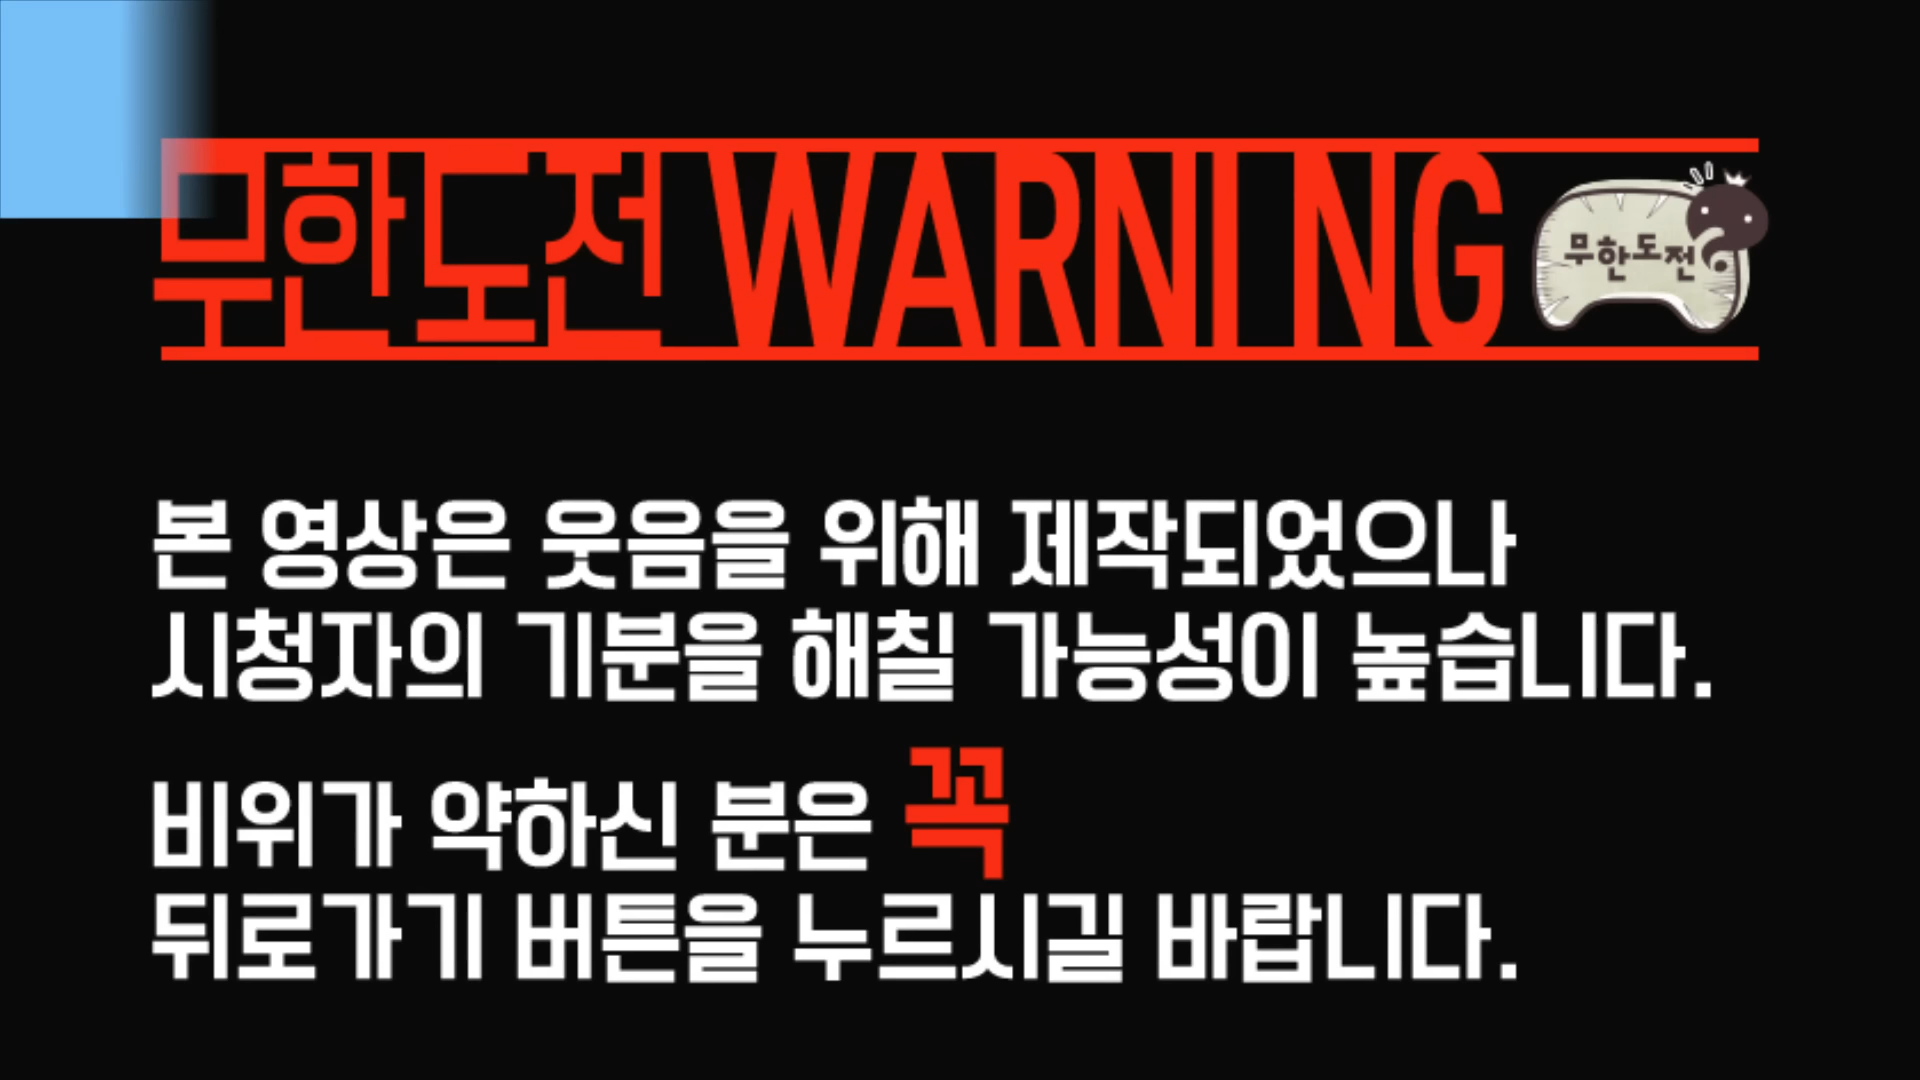 무한도전 WARNING
무한도전
본 영상은 웃음을 위해 제작되었으나
시청자의 기분을 해칠 가능성이 높습니다.
비위가 약하신 분은 꼭
뒤로가기 버튼을 누르시길 바랍니다.